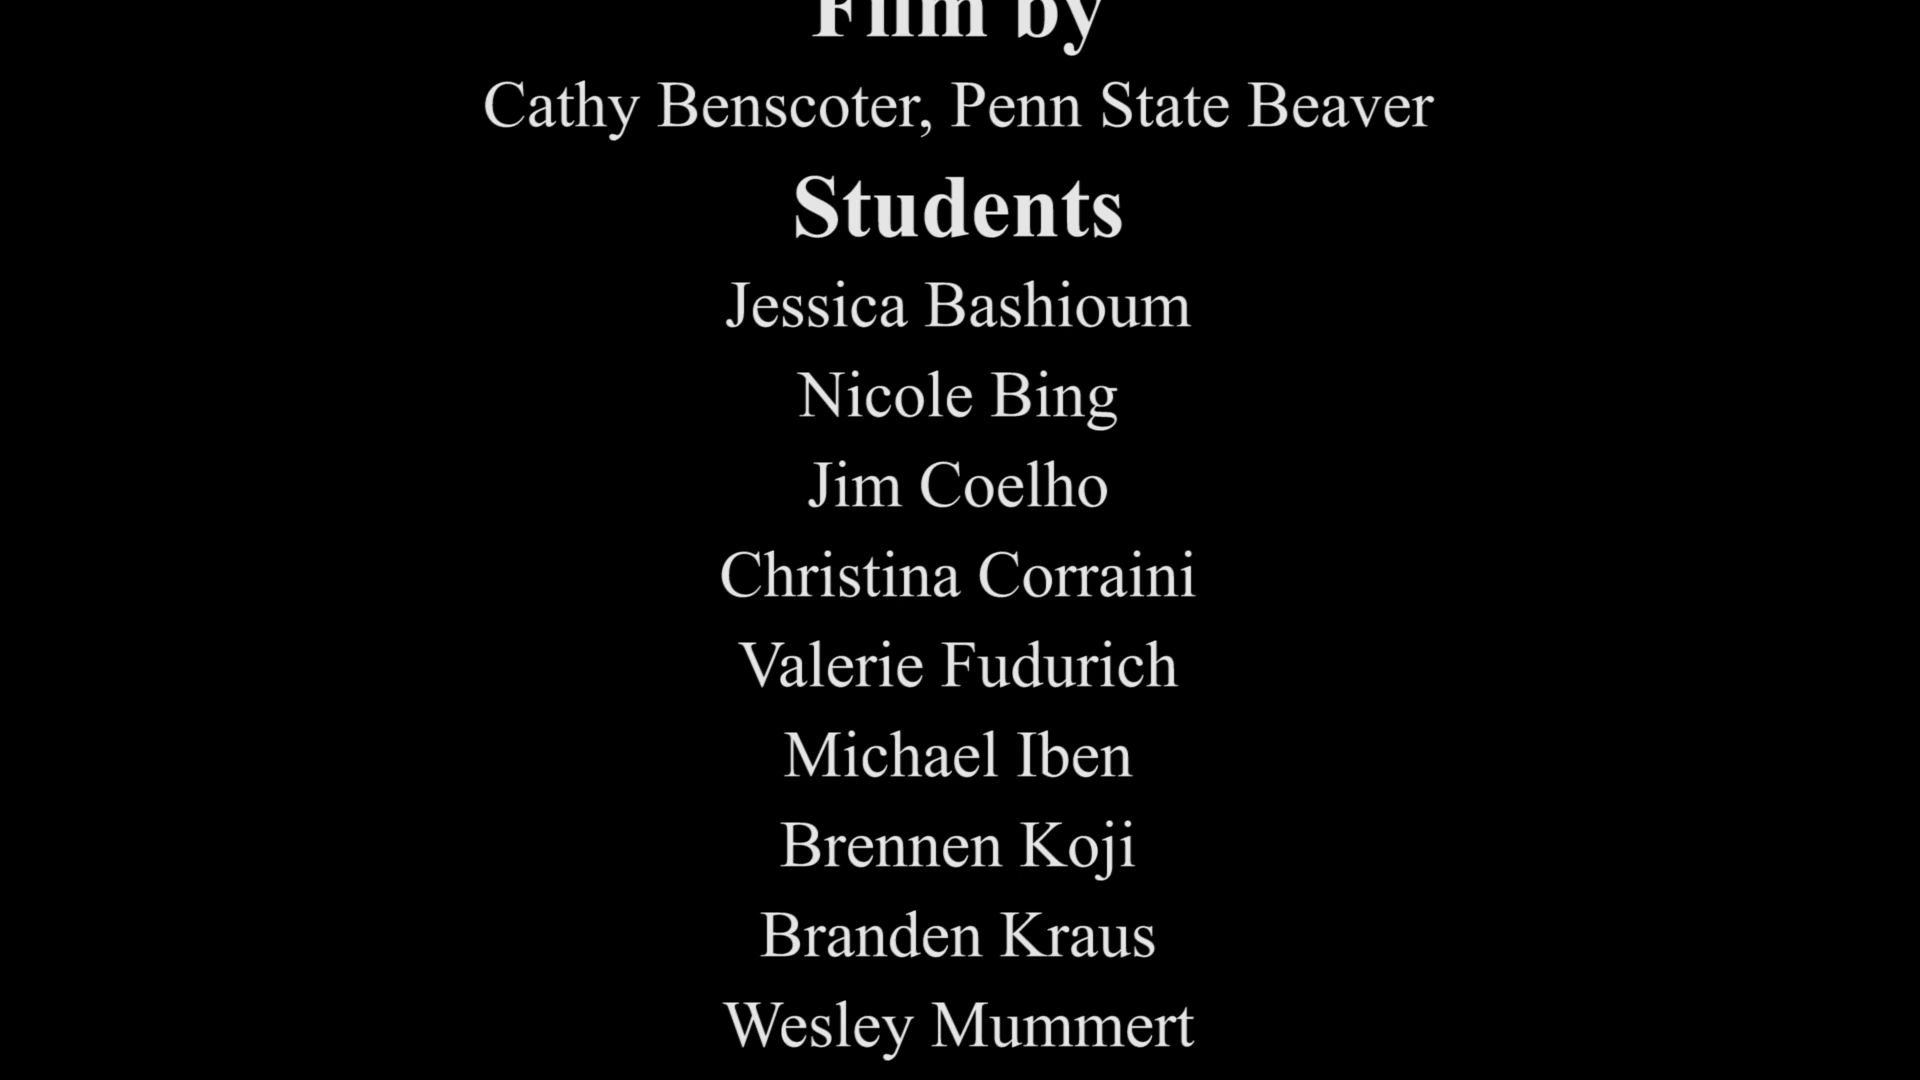 Film by
Cathy Benscoter, Penn State Beaver
Students
Jessica Bashioum
Nicole Bing
Jim Coelho
Christina Corraini
Valerie Fudurich
Michael Iben
Brennen Koji
Branden Kraus
Wesley Mummert